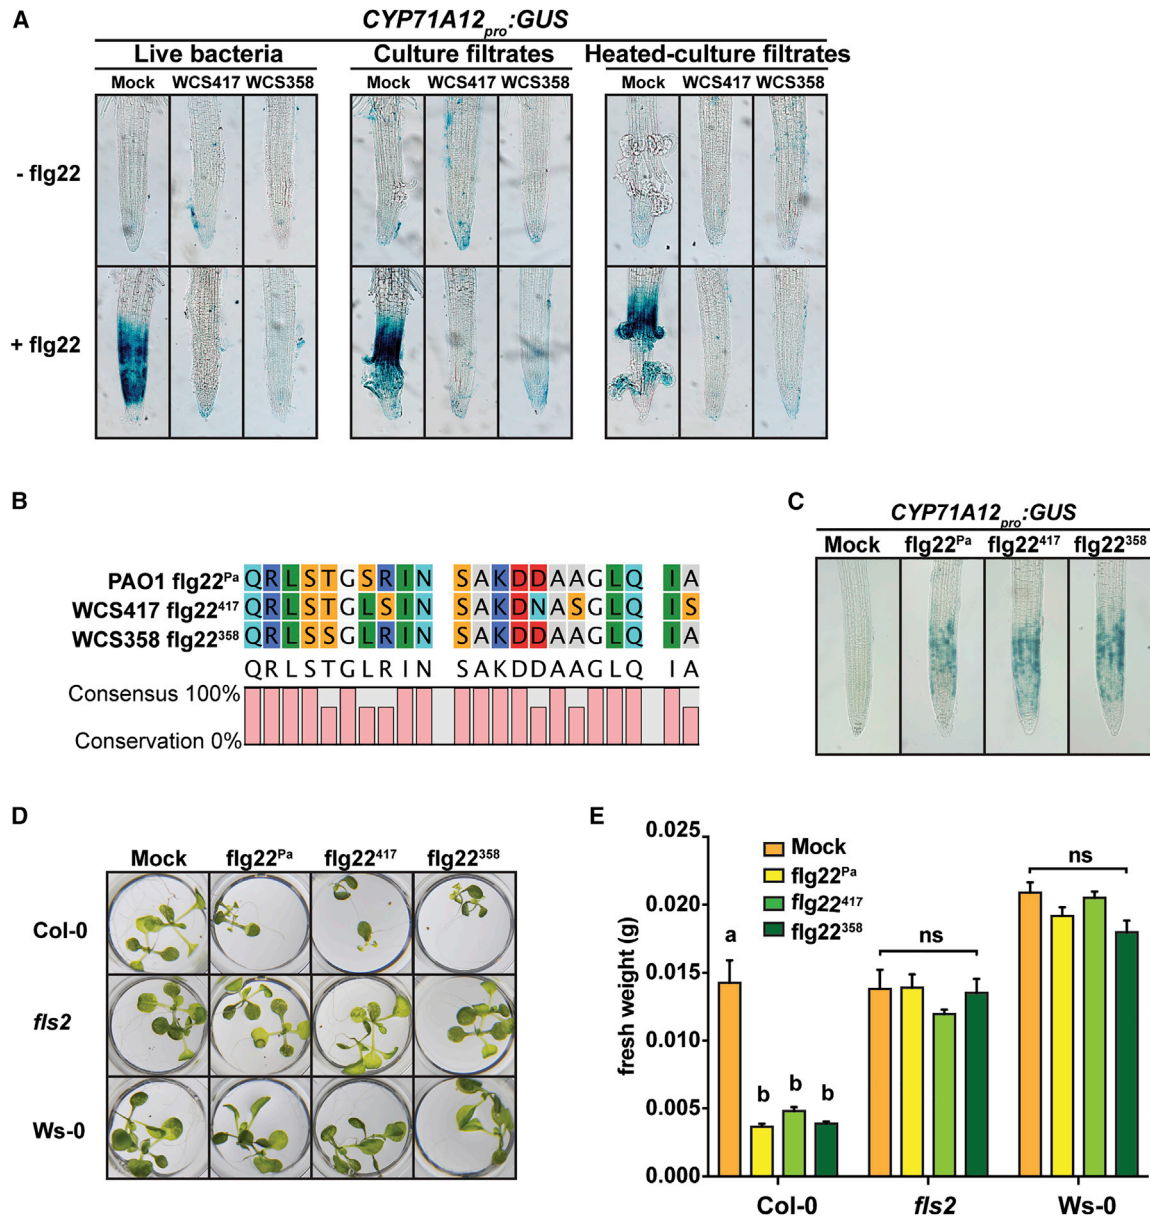 A
CYP71A12pro:GUS
Live bacteria Culture filtrates Heated-culture filtrates
Mock WCS417 WCS358 Mock WCS417 WCS358 Mock WCS417 WCS358
- flg22
+ flg22
B
PAO1 flg22Pa QRLSTGSRIN SAKDDAAGLQ IA
WCS417 flg22417 QRLSTGLSIN SAKDNASGLQ IS
WCS358 flg22358 QRLSSGLRIN SAKDDAAGLQ IA
QRLSTGLRIN SAKDDAAGLQ IA
Consensus 100%
Conservation 0%
C
CYP71A12pro:GUS
Mock flg22Pa flg22417 flg22358
D
Mock flg22Pa flg22417 flg22358
Col-0
fls2
Ws-0
E
fresh weight (g)
0.025
0.020
0.015
0.010
0.005
0.000
Mock
flg22Pa
flg22417
flg22358
a b b b
ns
ns
Col-0 fls2 Ws-0